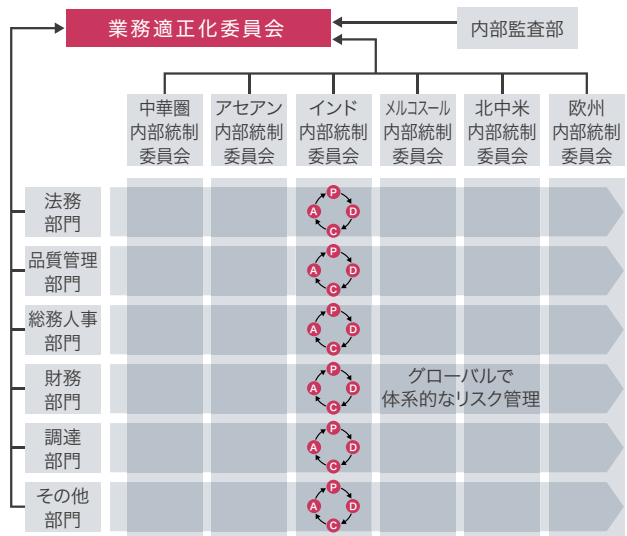 業務適正化委員会
内部監査部
中華圏
内部統制
委員会
アセアン
内部統制
委員会
インド
内部統制
委員会
メルコスール
内部統制
委員会
北中米
内部統制
委員会
欧州
内部統制
委員会
法務
部門
P
A
D
C
品質管理
部門
P
A
D
C
総務人事
部門
P
A
D
C
財務
部門
P
A
D
C
グローバルで
体系的なリスク管理
調達
部門
P
A
D
C
その他
部門
P
A
D
C